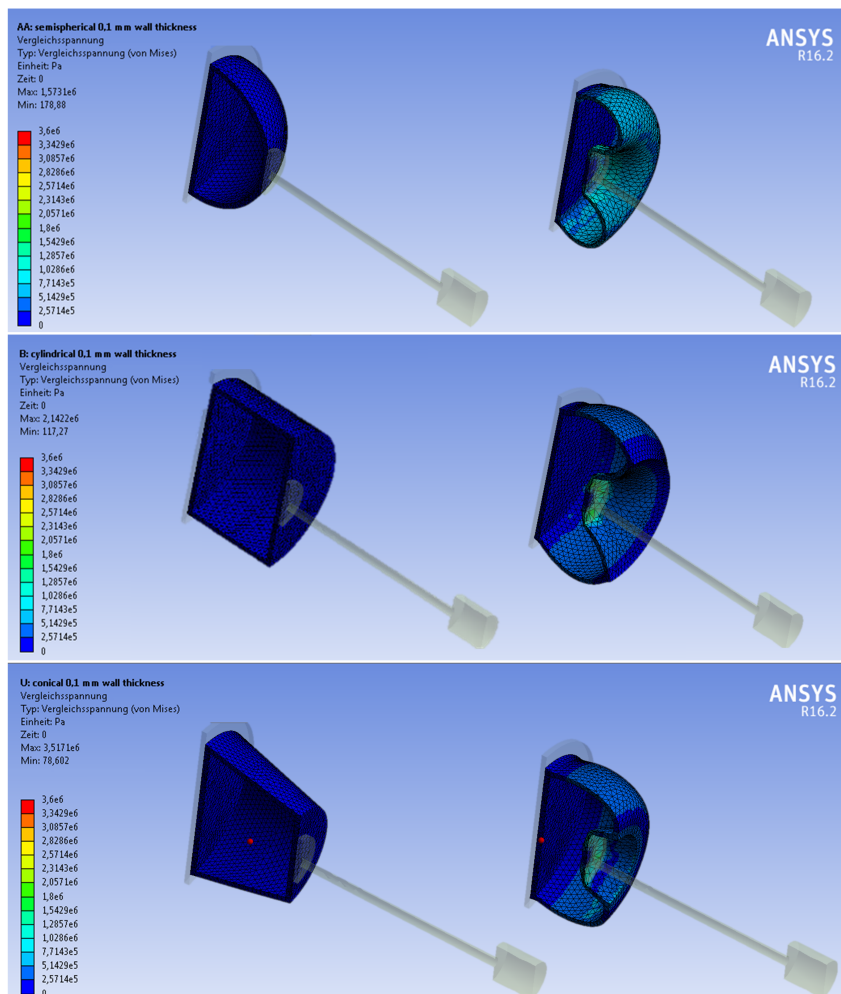 AA: semispherical 0,1 mm wall thickness
Vergleichsspannung
Typ: Vergleichsspannung (von Mises)
Einheit: Pa
Zeit: 0
Max: 1,5731e6
Min: 178,88
ANSYS
R16.2
3,6e6
3,3429e6
3,0857e6
2,8286e6
2,5714e6
2,3143e6
2,0571e6
1,8e6
1,5429e6
1,2857e6
1,0286e6
7,7143e5
5,1429e5
2,5714e5
0
B: cylindrical 0,1 mm wall thickness
Vergleichsspannung
Typ: Vergleichsspannung (von Mises)
Einheit: Pa
Zeit: 0
Max: 2,1422e6
Min: 117,27
ANSYS
R16.2
3,6e6
3,3429e6
3,0857e6
2,8286e6
2,5714e6
2,3143e6
2,0571e6
1,8e6
1,5429e6
1,2857e6
1,0286e6
7,7143e5
5,1429e5
2,5714e5
0
U: conical 0,1 mm wall thickness
Vergleichsspannung
Typ: Vergleichsspannung (von Mises)
Einheit: Pa
Zeit: 0
Max: 3,5171e6
Min: 78,602
ANSYS
R16.2
3,6e6
3,3429e6
3,0857e6
2,8286e6
2,5714e6
2,3143e6
2,0571e6
1,8e6
1,5429e6
1,2857e6
1,0286e6
7,7143e5
5,1429e5
2,5714e5
0